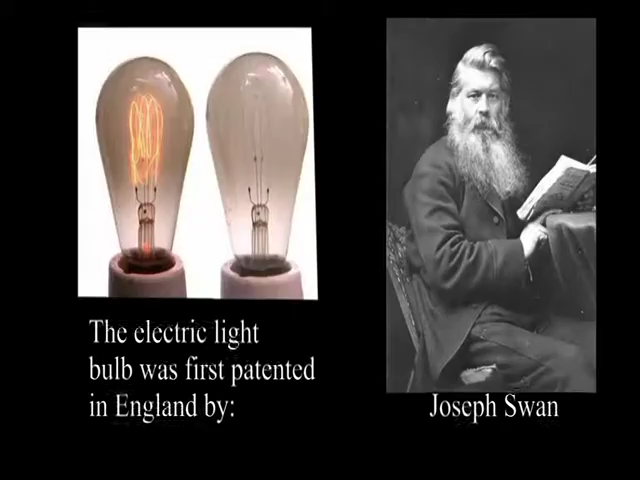 The electric light
bulb was first patented
in England by:
Joseph Swan